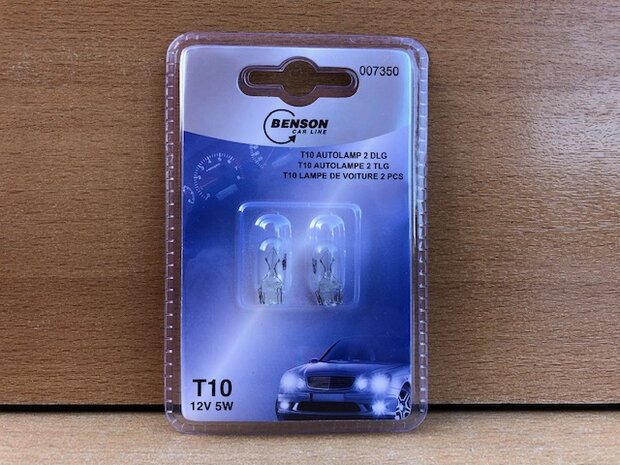 007350
BENSON
CAR LINE
T10 AUTOLAMP 2 DLG
T10 AUTOLAMPE 2 TLG
T10 LAMPE DE VOITURE 2 PCS
T10
12V 5W